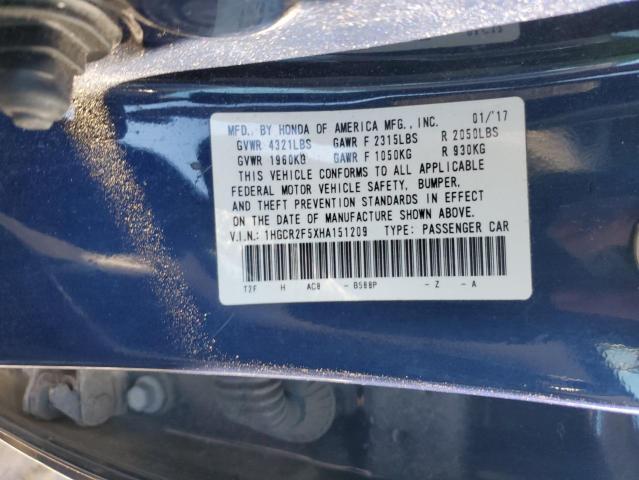 MFD. BY HONDA OF AMERICA MFG., INC. 01/'17
GVWR 4321LBS GAWR F 2315LBS R 2050LBS
GVWR 1960KG GAWR F 1050KG R 930KG
THIS VEHICLE CONFORMS TO ALL APPLICABLE
FEDERAL MOTOR VEHICLE SAFETY, BUMPER,
AND THEFT PREVENTION STANDARDS IN EFFECT
ON THE DATE OF MANUFACTURE SHOWN ABOVE.
V.I.N.: 1HGCR2F5XHA151209 TYPE: PASSENGER CAR
T2F H AC8 - B588P - Z - A